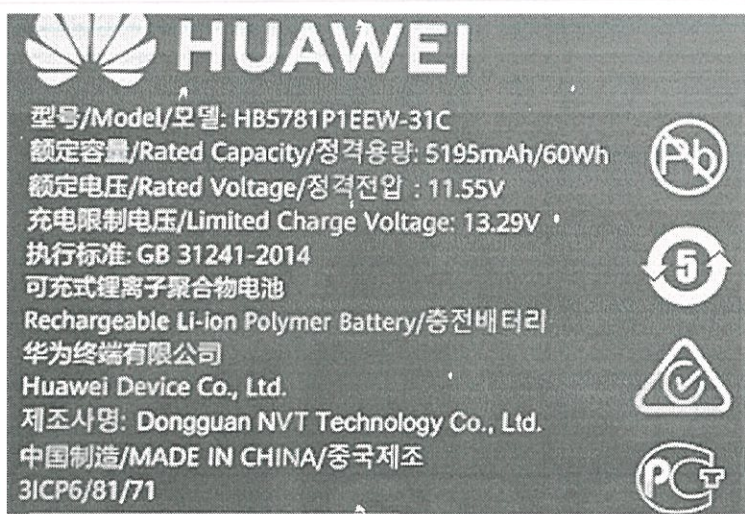 HUAWEI
型号/Model/모델: HB5781P1EEW-31C
额定容量/Rated Capacity/정격용량: 5195mAh/60Wh
额定电压/Rated Voltage/정격전압 : 11.55V
充电限制电压/Limited Charge Voltage: 13.29V
执行标准: GB 31241-2014
可充式锂离子聚合物电池
Rechargeable Li-ion Polymer Battery/충전배터리
华为终端有限公司
Huawei Device Co., Ltd.
제조사명: Dongguan NVT Technology Co., Ltd.
中国制造/MADE IN CHINA/중국제조
3ICP6/81/71
Pb
5
РСТ